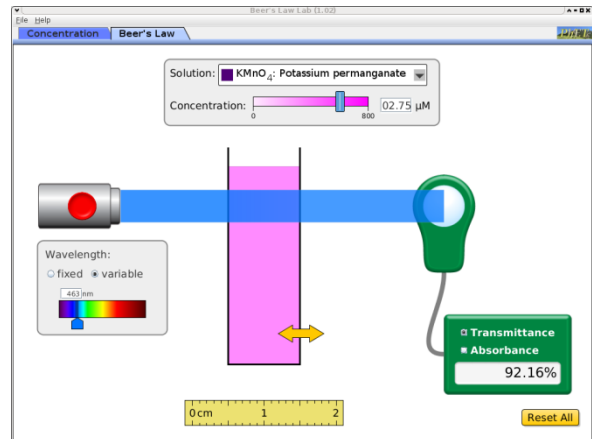 Beer's Law Lab (1.02)
File Help
Concentration Beer's Law
Solution: KMnO4: Potassium permanganate
Concentration: 02.75 μM
0 800
Wavelength:
fixed variable
463 nm
Transmittance
Absorbance
92.16%
0 cm 1 2
Reset All